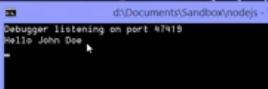 d:\Documents\Sandbox\nodejs -
Debugger listening on port 47419
Hello John Doe